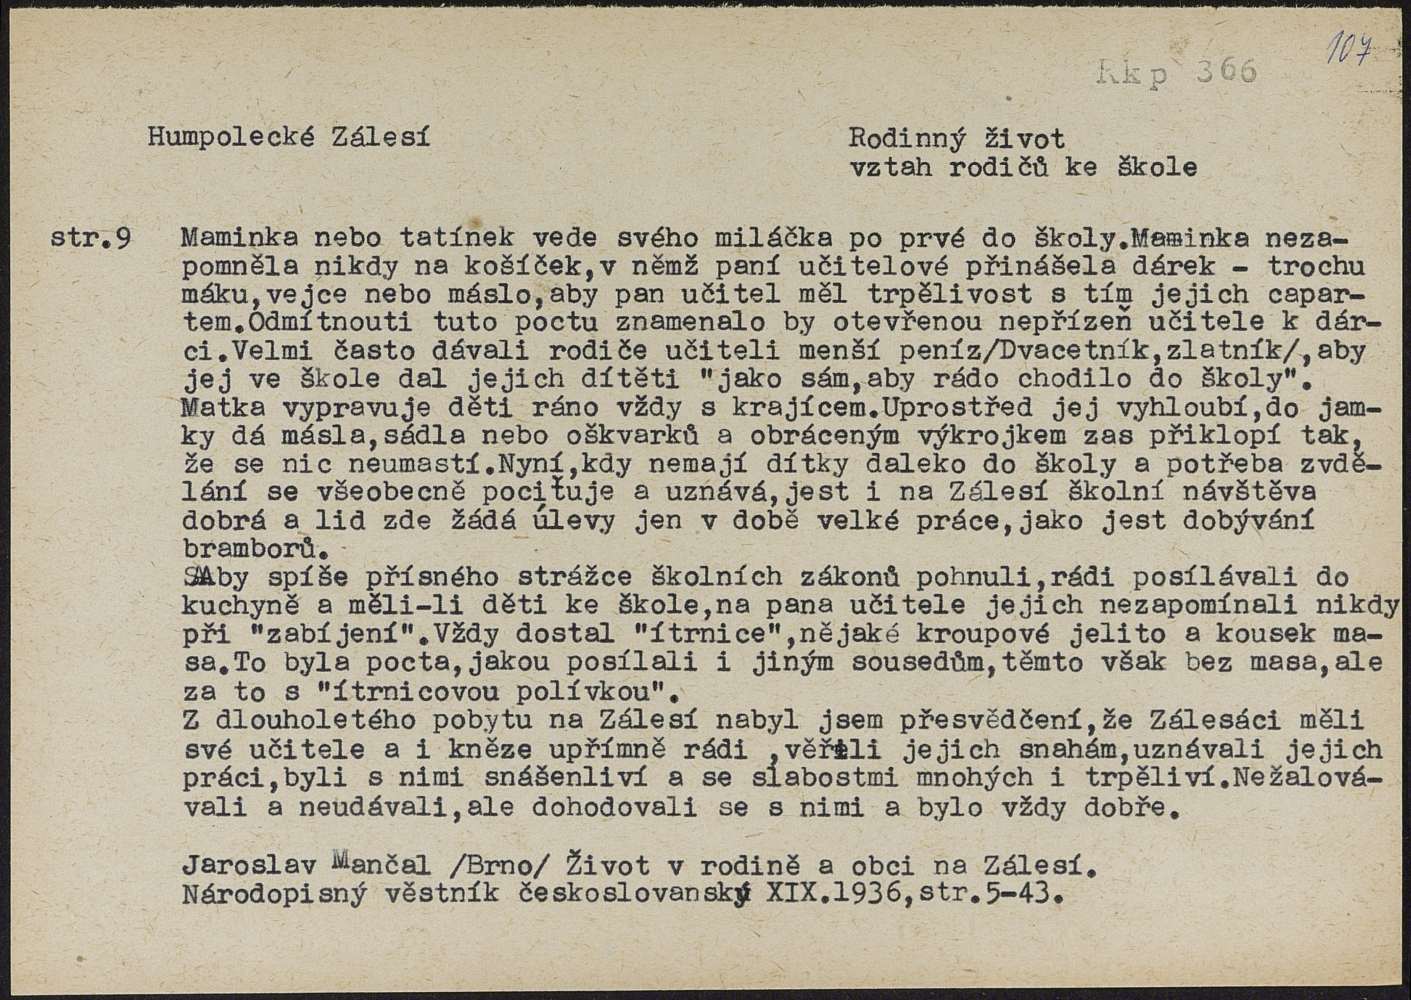 107
Rkp 366
Humpolecké Zálesí
Rodinný život
vztah rodičů ke škole
str.9 Maminka nebo tatínek vede svého miláčka po prvé do školy.Maminka neza-
pomněla nikdy na košíček,v němž paní učitelové přinášela dárek - trochu
máku,vejce nebo máslo,aby pan učitel měl trpělivost s tím jejich capar-
tem.Odmítnouti tuto poctu znamenalo by otevřenou nepřízeň učitele k dár-
ci.Velmi často dávali rodiče učiteli menší peníz/Dvacetník,zlatník/,aby
jej ve škole dal jejich dítěti "jako sám,aby rádo chodilo do školy".
Matka vypravuje děti ráno vždy s krajícem.Uprostřed jej vyhloubí,do jam-
ky dá másla,sádla nebo oškvarků a obráceným výkrojkem zas přiklopí tak,
že se nic neumastí.Nyní,kdy nemají dítky daleko do školy a potřeba vzdě-
lání se všeobecně pociťuje a uznává,jest i na Zálesí školní návštěva
dobrá a lid zde žádá úlevy jen v době velké práce,jako jest dobývání
bramborů.
Aby spíše přísného strážce školních zákonů pohnuli,rádi posílávali do
kuchyně a měli-li děti ke škole,na pana učitele jejich nezapomínali nikdy
při "zabíjení".Vždy dostal "ítrnice",nějaké kroupové jelito a kousek ma-
sa.To byla pocta,jakou posílali i jiným sousedům,těmto však bez masa,ale
za to s "ítrnicovou polívkou".
Z dlouholetého pobytu na Zálesí nabyl jsem přesvědčení,že Zálesáci měli
své učitele a i kněze upřímně rádi ,věřili jejich snahám,uznávali jejich
práci,byli s nimi snášenliví a se slabostmi mnohých i trpěliví.Nežalová-
vali a neudávali,ale dohodovali se s nimi a bylo vždy dobře.
Jaroslav Mančal /Brno/ Život v rodině a obci na Zálesí.
Národopisný věstník českoslovanský XIX.1936,str.5-43.